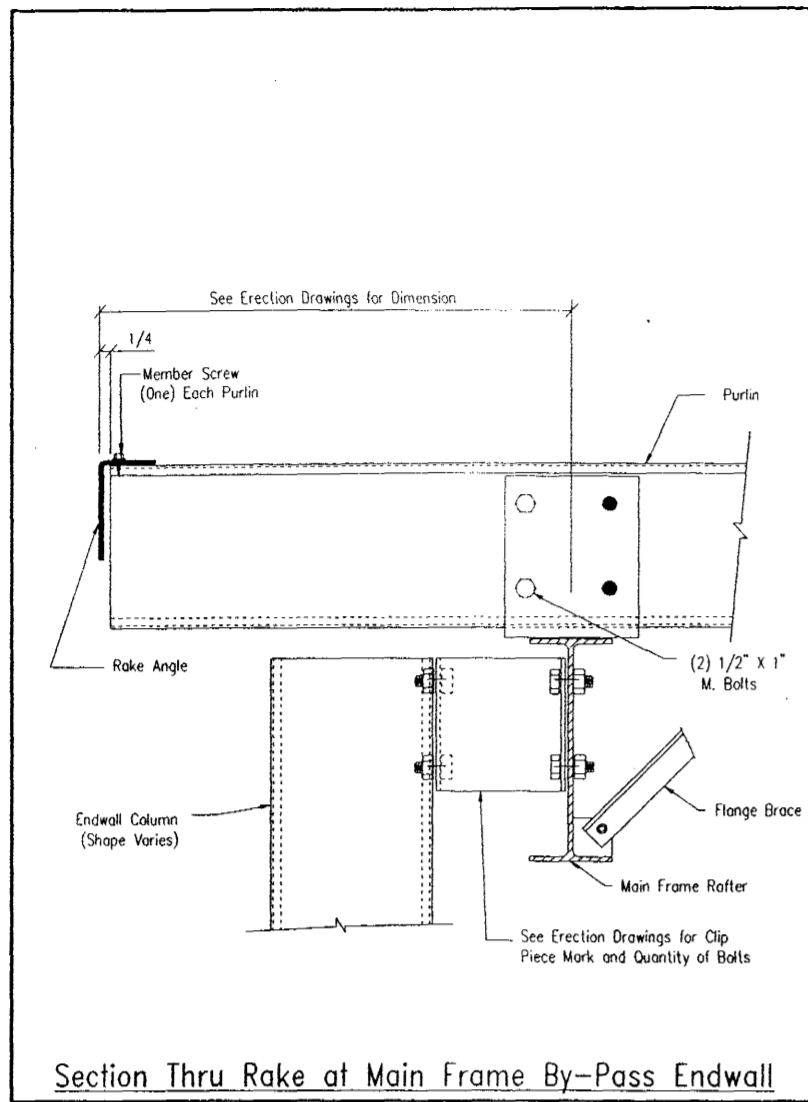 See Erection Drawings for Dimension
1/4
Member Screw
(One) Each Purlin
Purlin
Rake Angle
(2) 1/2" X 1"
M. Bolts
Endwall Column
(Shape Varies)
Flange Brace
Main Frame Rafter
See Erection Drawings for Clip
Piece Mark and Quantity of Bolts
Section Thru Rake at Main Frame By-Pass Endwall